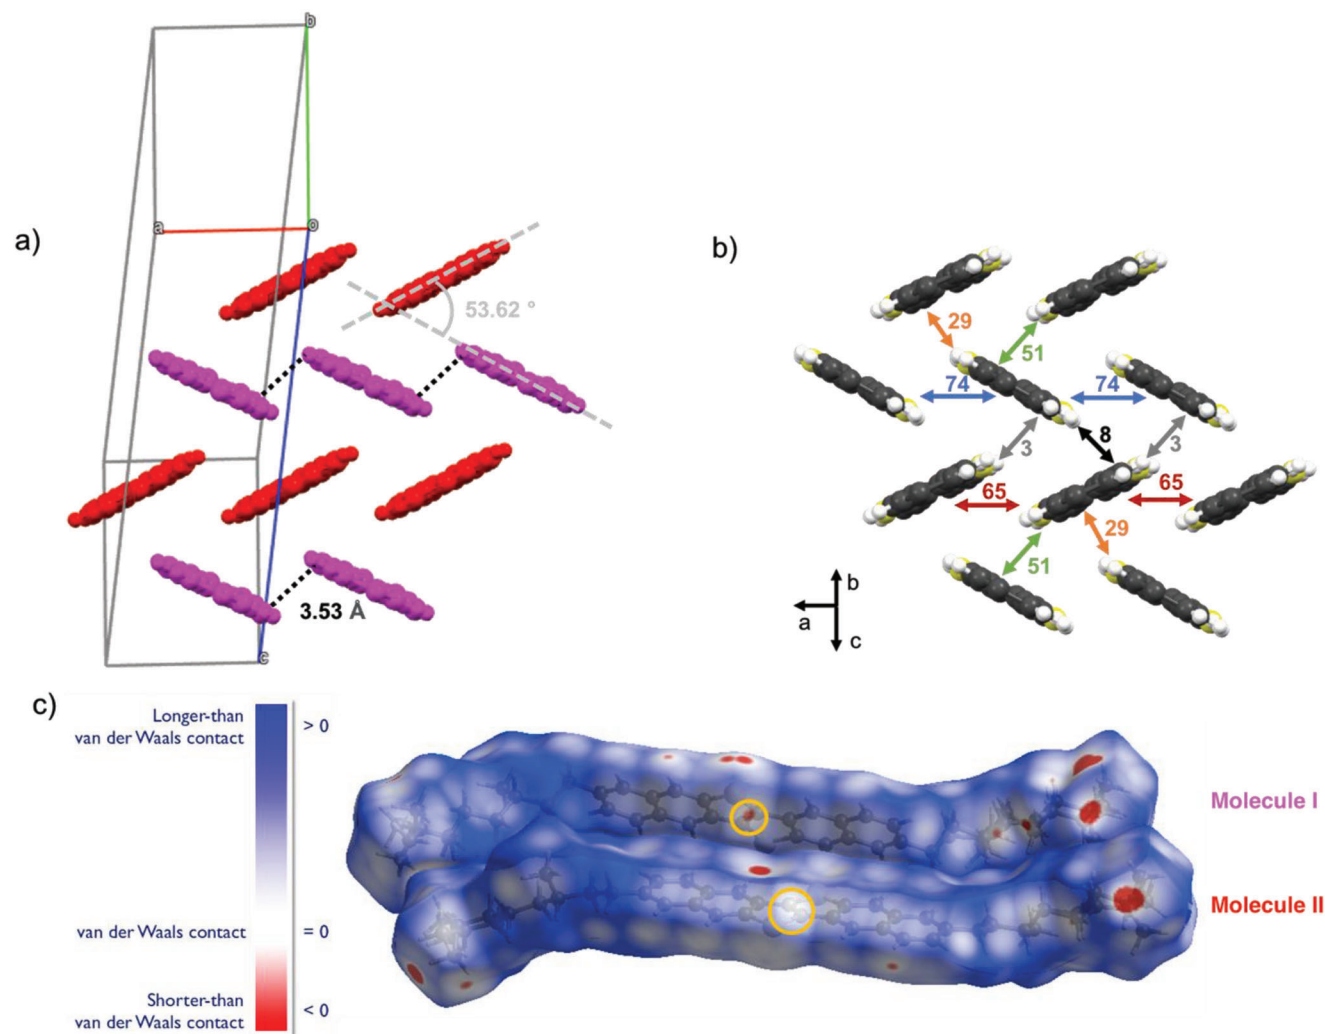 b
a)
a
o
53.62 °
3.53 Å
c
b)
29
51
74
74
8
3
3
65
65
29
51
b
a
c
c)
Longer-than
van der Waals contact
> 0
van der Waals contact
= 0
Shorter-than
van der Waals contact
< 0
Molecule I
Molecule II